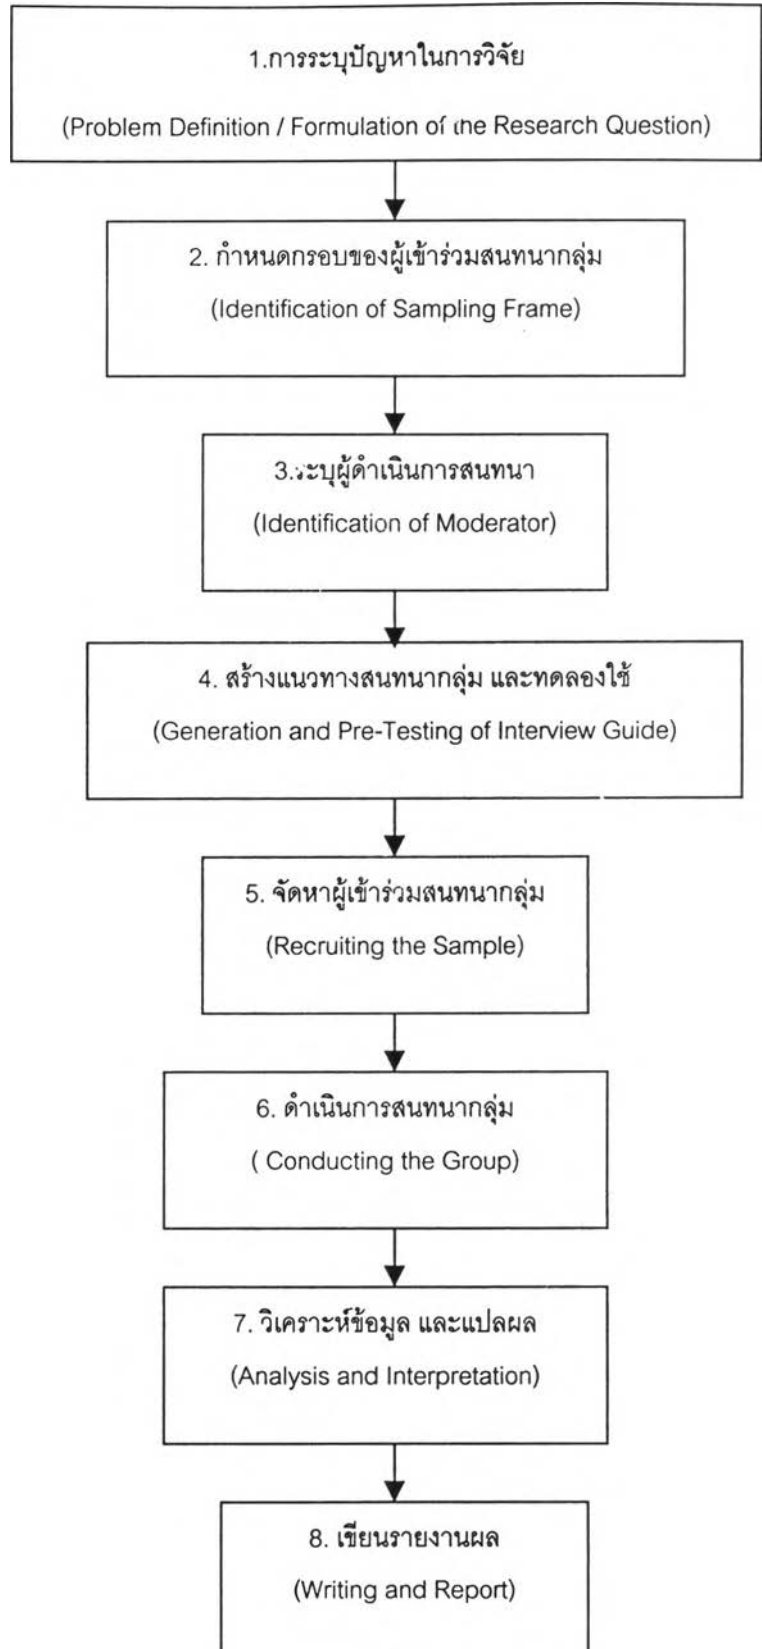 1.การระบุปัญหาในการวิจัย
(Problem Definition / Formulation of the Research Question)
2. กำหนดกรอบของผู้เข้าร่วมสนทนากลุ่ม
(Identification of Sampling Frame)
3.ระบุผู้ดำเนินการสนทนา
(Identification of Moderator)
4. สร้างแนวทางสนทนากลุ่ม และทดลองใช้
(Generation and Pre-Testing of Interview Guide)
5. จัดหาผู้เข้าร่วมสนทนากลุ่ม
(Recruiting the Sample)
6. ดำเนินการสนทนากลุ่ม
( Conducting the Group)
7. วิเคราะห์ข้อมูล และแปลผล
(Analysis and Interpretation)
8. เขียนรายงานผล
(Writing and Report)